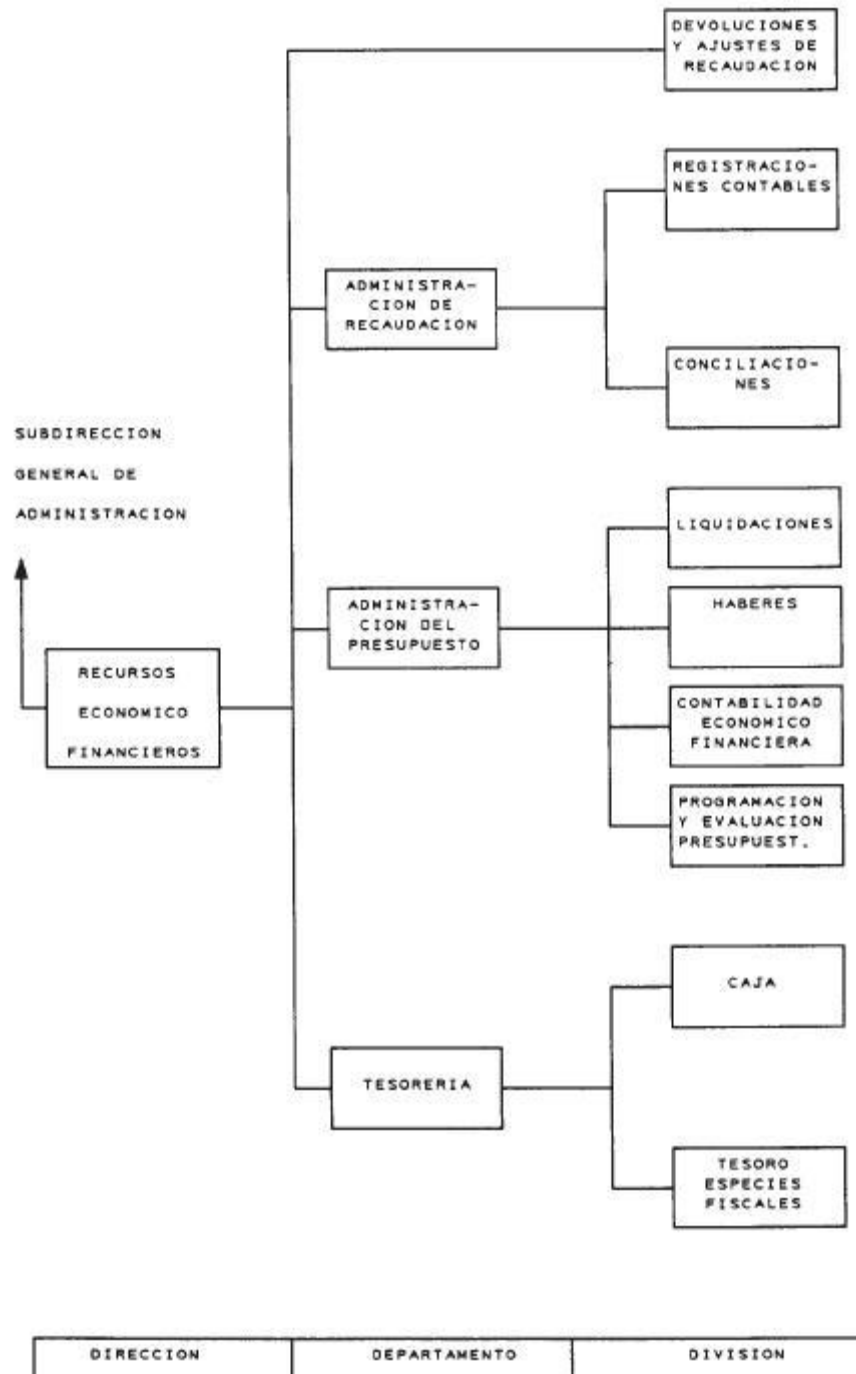 DEVOLUCIONES
Y AJUSTES DE
RECAUDACION
REGISTRACIO-
NES CONTABLES
ADMINISTRA-
CION DE
RECAUDACION
CONCILIACIO-
NES
SUBDIRECCION
GENERAL DE
ADMINISTRACION
LIQUIDACIONES
HABERES
ADMINISTRA-
CION DEL
PRESUPUESTO
RECURSOS
ECONOMICO
FINANCIEROS
CONTABILIDAD
ECONOMICO
FINANCIERA
PROGRAMACION
Y EVALUACION
PRESUPUEST.
CAJA
TESORERIA
TESORO
ESPECIES
FISCALES
DIRECCION DEPARTAMENTO DIVISION